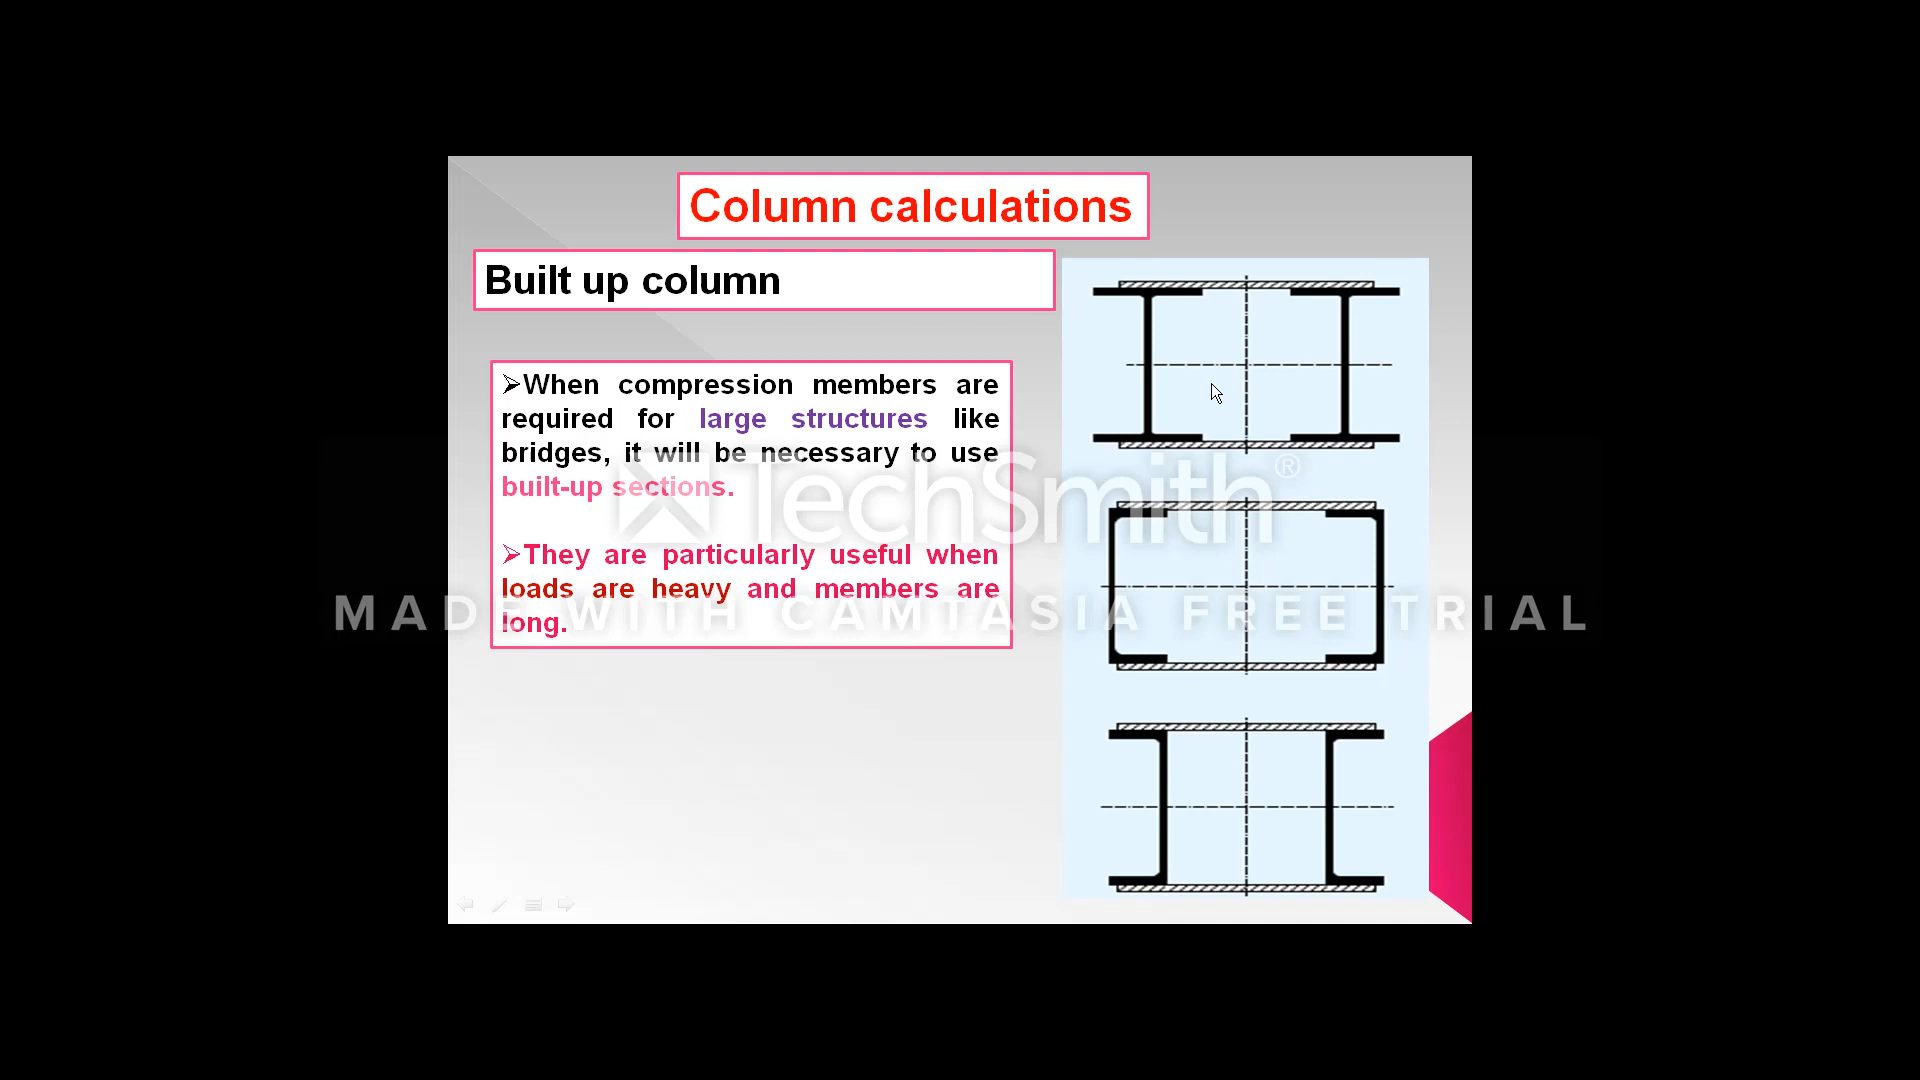 Column calculations
Built up column
➢When compression members are
required for large structures like
bridges, it will be necessary to use
built-up sections.
➢They are particularly useful when
loads are heavy and members are
long.
TechSmith®
MADE WITH CAMTASIA FREE TRIAL